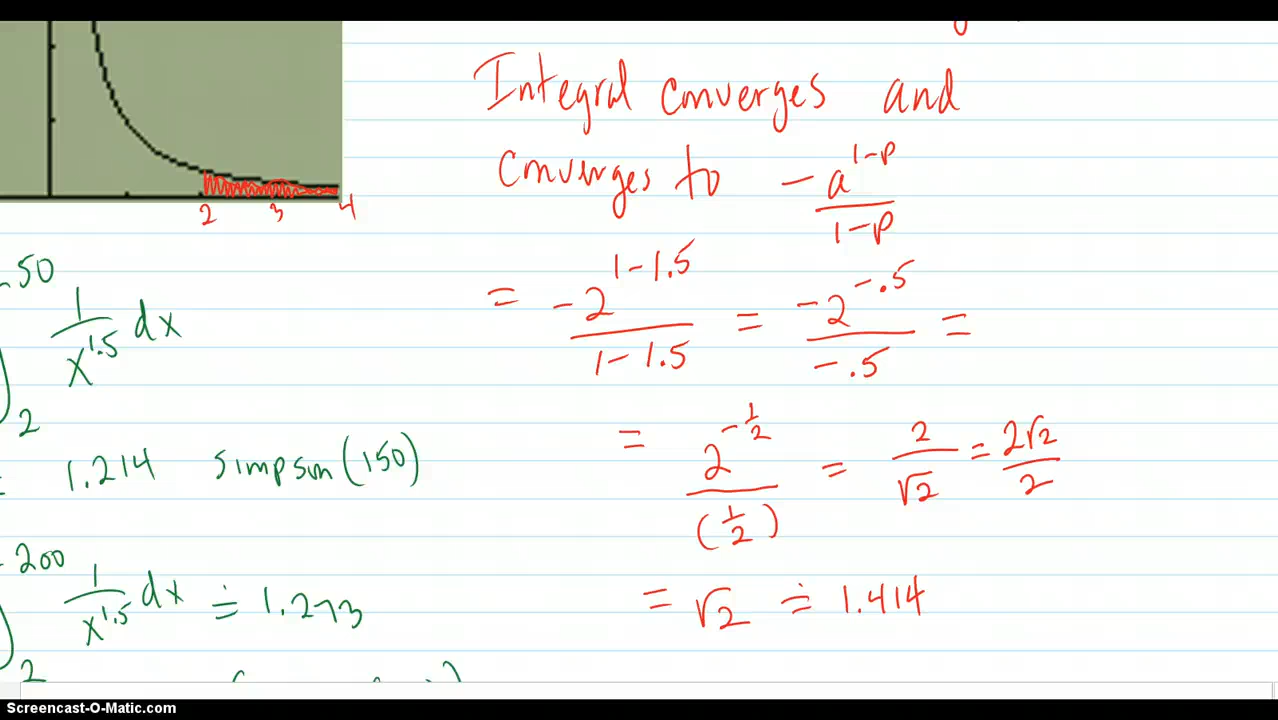 Integral converges and
converges to -a^(1-p)/(1-p)
2 3 4
= -2^(1-1.5)/(1-1.5) = -2^(-.5)/(-.5) =
= 2^(-1/2)/(1/2) = 2/√2 = 2√2/2
= √2 ≐ 1.414
∫_2^50 1/x^1.5 dx
1.214 simpson(150)
∫_2^200 1/x^1.5 dx ≐ 1.273
Screencast-O-Matic.com